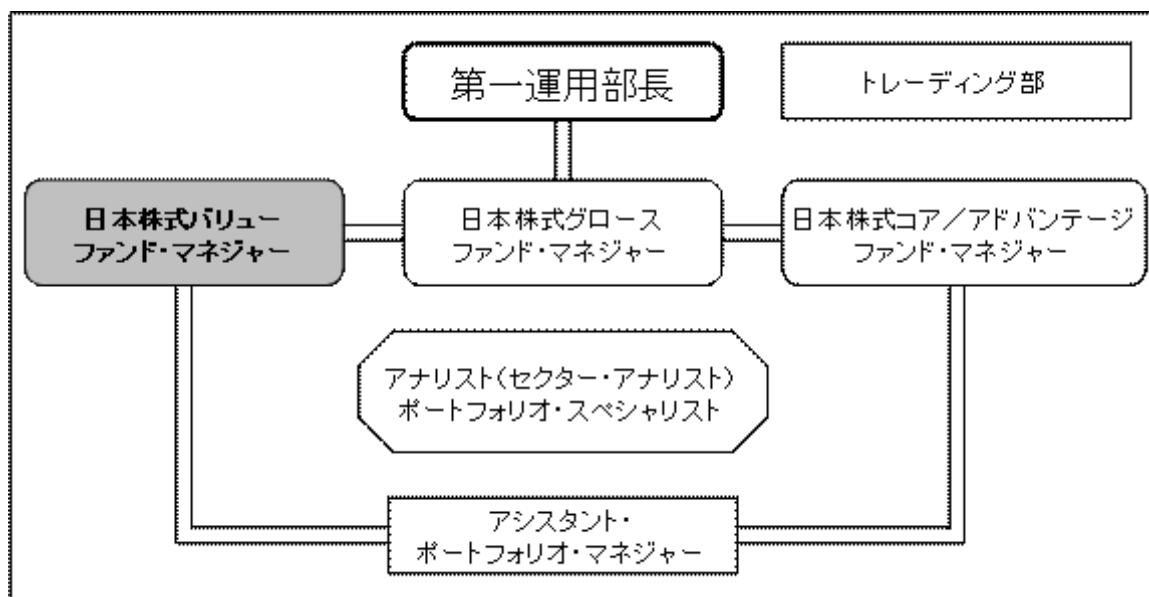 第一運用部長
トレーディング部
日本株式バリュー
ファンド・マネジャー
日本株式グロース
ファンド・マネジャー
日本株式コア／アドバンテージ
ファンド・マネジャー
アナリスト(セクター・アナリスト)
ポートフォリオ・スペシャリスト
アシスタント・
ポートフォリオ・マネジャー